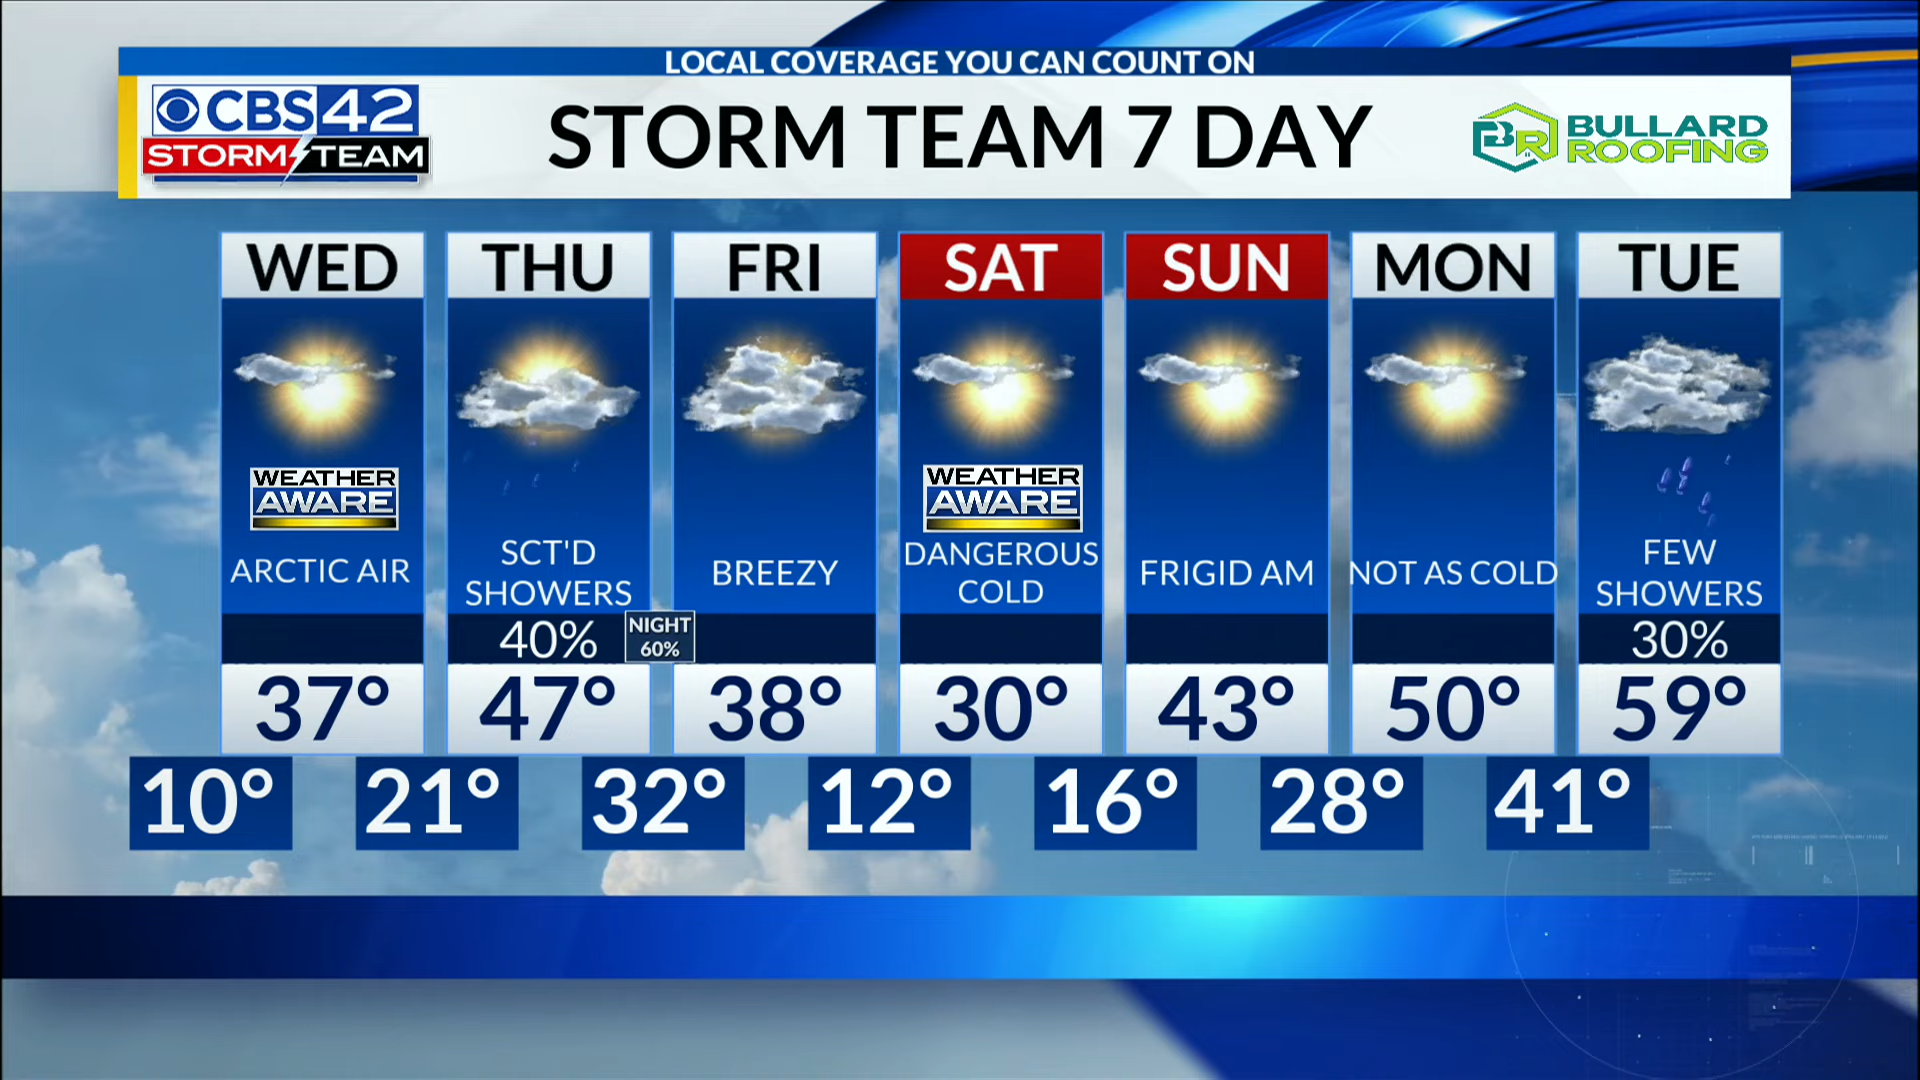 LOCAL COVERAGE YOU CAN COUNT ON
CBS 42
STORM TEAM
STORM TEAM 7 DAY
BR BULLARD
ROOFING
WED THU FRI SAT SUN MON TUE
WEATHER
AWARE
ARCTIC AIR
SCT'D
SHOWERS
BREEZY
WEATHER
AWARE
DANGEROUS
COLD
FRIGID AM
NOT AS COLD
FEW
SHOWERS
40%
NIGHT
60%
30%
37° 47° 38° 30° 43° 50° 59°
10° 21° 32° 12° 16° 28° 41°